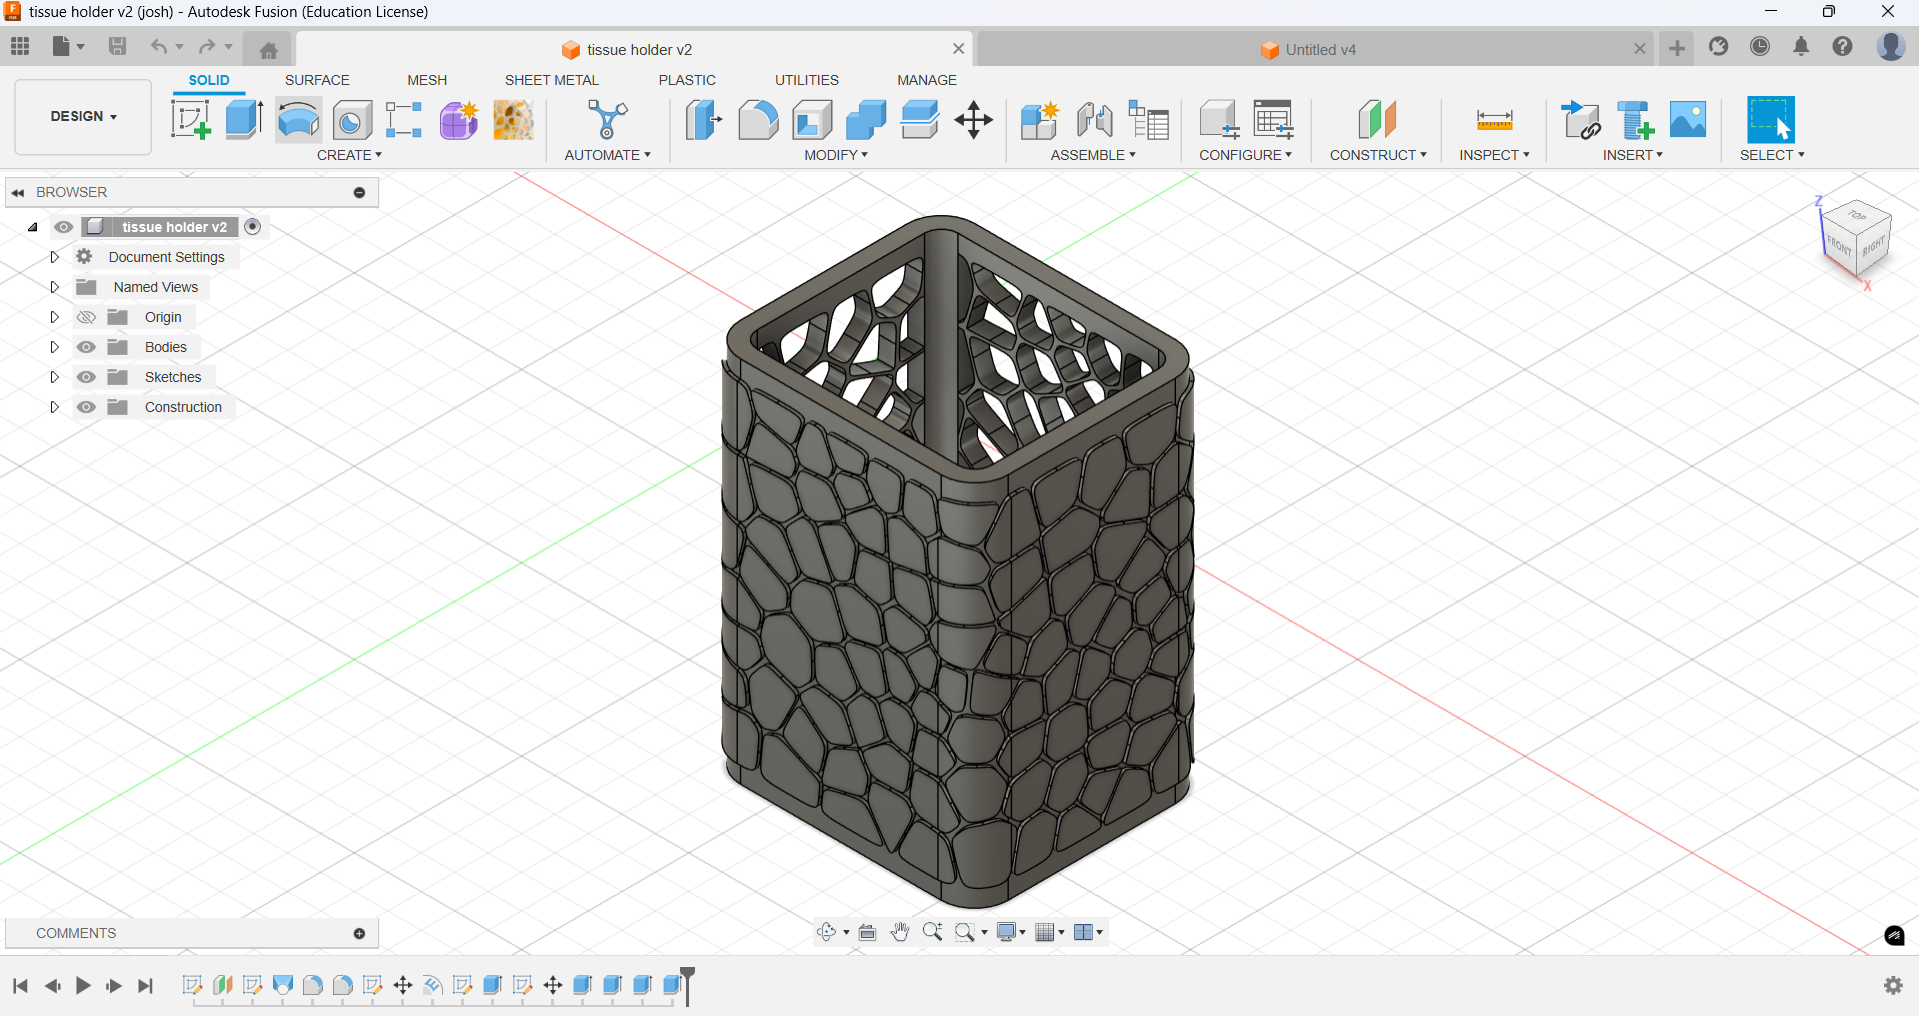 tissue holder v2 (josh) - Autodesk Fusion (Education License)
tissue holder v2
Untitled v4
DESIGN
SOLID SURFACE MESH SHEET METAL PLASTIC UTILITIES MANAGE
CREATE AUTOMATE MODIFY ASSEMBLE CONFIGURE CONSTRUCT INSPECT INSERT SELECT
BROWSER
tissue holder v2
Document Settings
Named Views
Origin
Bodies
Sketches
Construction
Z
TOP
FRONT RIGHT
X
COMMENTS